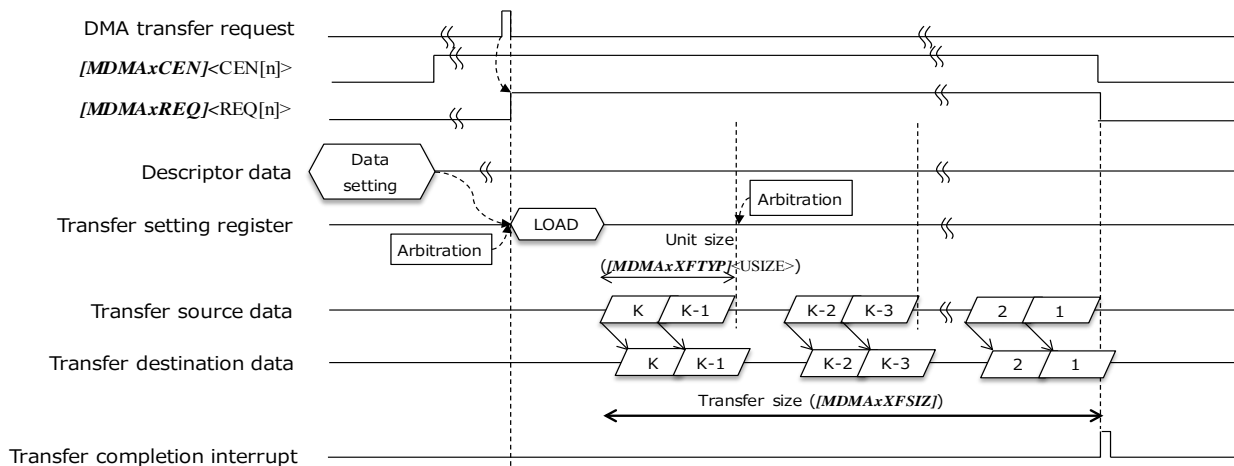 DMA transfer request
[MDMAxCEN]<CEN[n]>
[MDMAxREQ]<REQ[n]>
Descriptor data
Data
setting
Transfer setting register
LOAD
Arbitration
Arbitration
Unit size
([MDMAxXFTYP]<USIZE>)
Transfer source data
K K-1 K-2 K-3 2 1
Transfer destination data
K K-1 K-2 K-3 2 1
Transfer size ([MDMAxXFSIZ])
Transfer completion interrupt